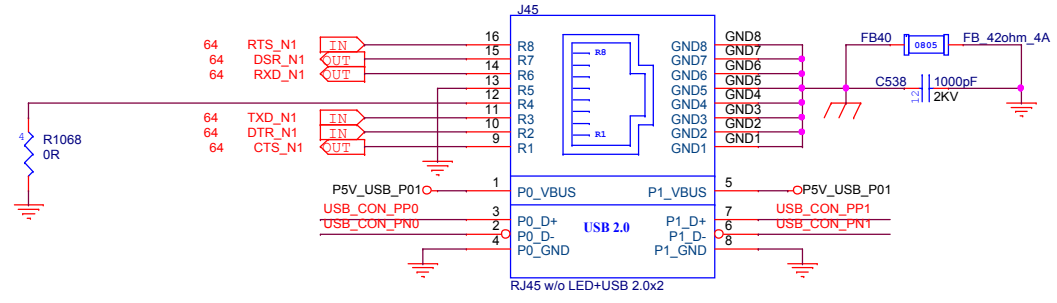 J45
64 RTS_N1 IN 16 R8 GND8 GND8
64 DSR_N1 OUT 15 R7 GND7 GND7
64 RXD_N1 OUT 14 R6 GND6 GND6
13 R5 GND5 GND5
12 R4 GND4 GND4
64 TXD_N1 IN 11 R3 GND3 GND3
64 DTR_N1 IN 10 R2 GND2 GND2
64 CTS_N1 OUT 9 R1 GND1 GND1
R8
R1
FB40 0805 FB_42ohm_4A
C538 1 2 1000pF
2KV
4 R1068
0R
P5V_USB_P01 1 P0_VBUS P1_VBUS 5 P5V_USB_P01
USB_CON_PP0 3 P0_D+ P1_D+ 7 USB_CON_PP1
USB_CON_PN0 2 P0_D- USB 2.0 P1_D- 6 USB_CON_PN1
4 P0_GND P1_GND 8
RJ45 w/o LED+USB 2.0x2